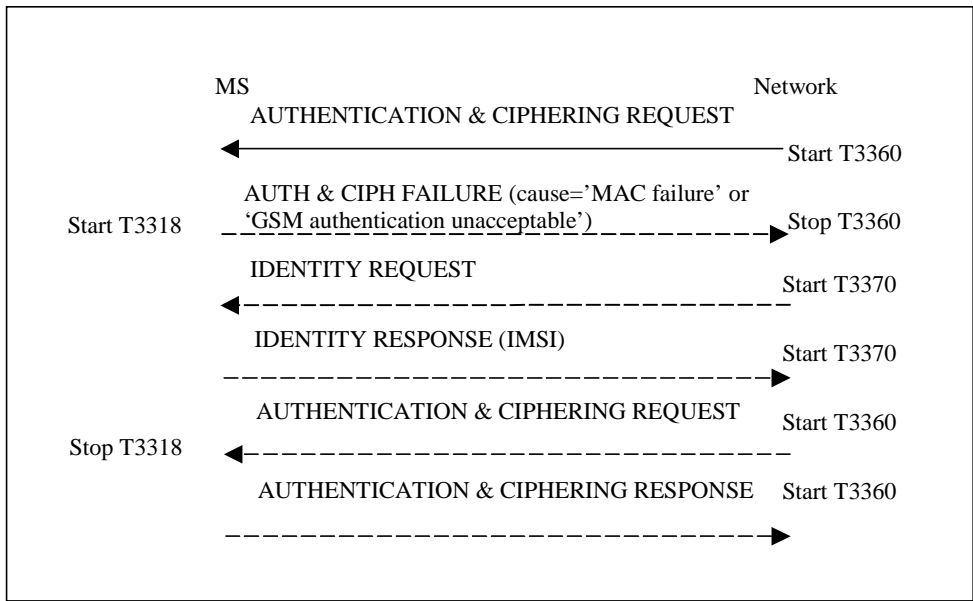 MS Network
AUTHENTICATION & CIPHERING REQUEST
Start T3360
AUTH & CIPH FAILURE (cause=’MAC failure’ or
‘GSM authentication unacceptable’)
Start T3318
Stop T3360
IDENTITY REQUEST
Start T3370
IDENTITY RESPONSE (IMSI)
Start T3370
AUTHENTICATION & CIPHERING REQUEST
Start T3360
Stop T3318
AUTHENTICATION & CIPHERING RESPONSE
Start T3360